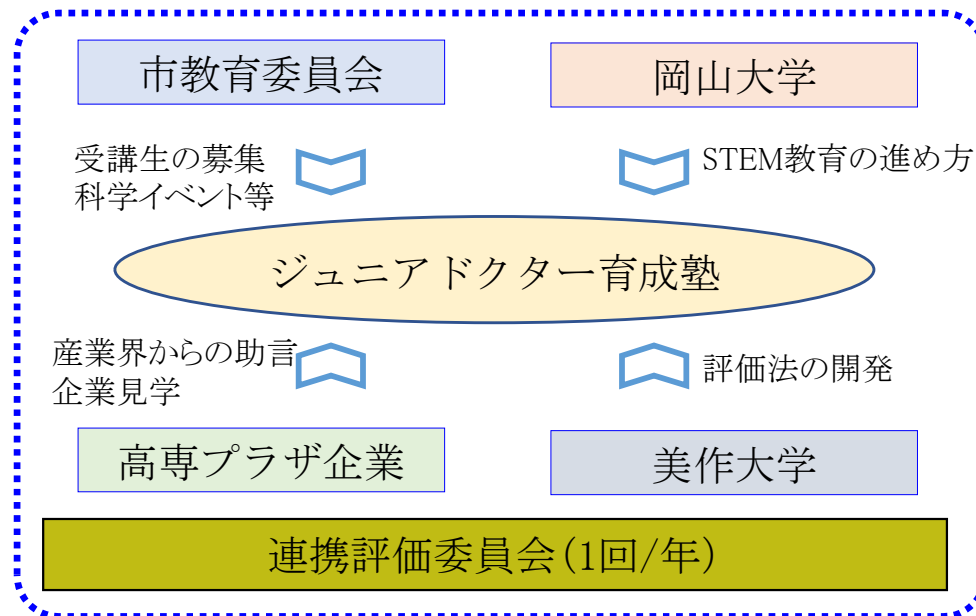 市教育委員会
岡山大学
受講生の募集
科学イベント等
STEM教育の進め方
ジュニアドクター育成塾
産業界からの助言
企業見学
評価法の開発
高専プラザ企業
美作大学
連携評価委員会(1回/年)